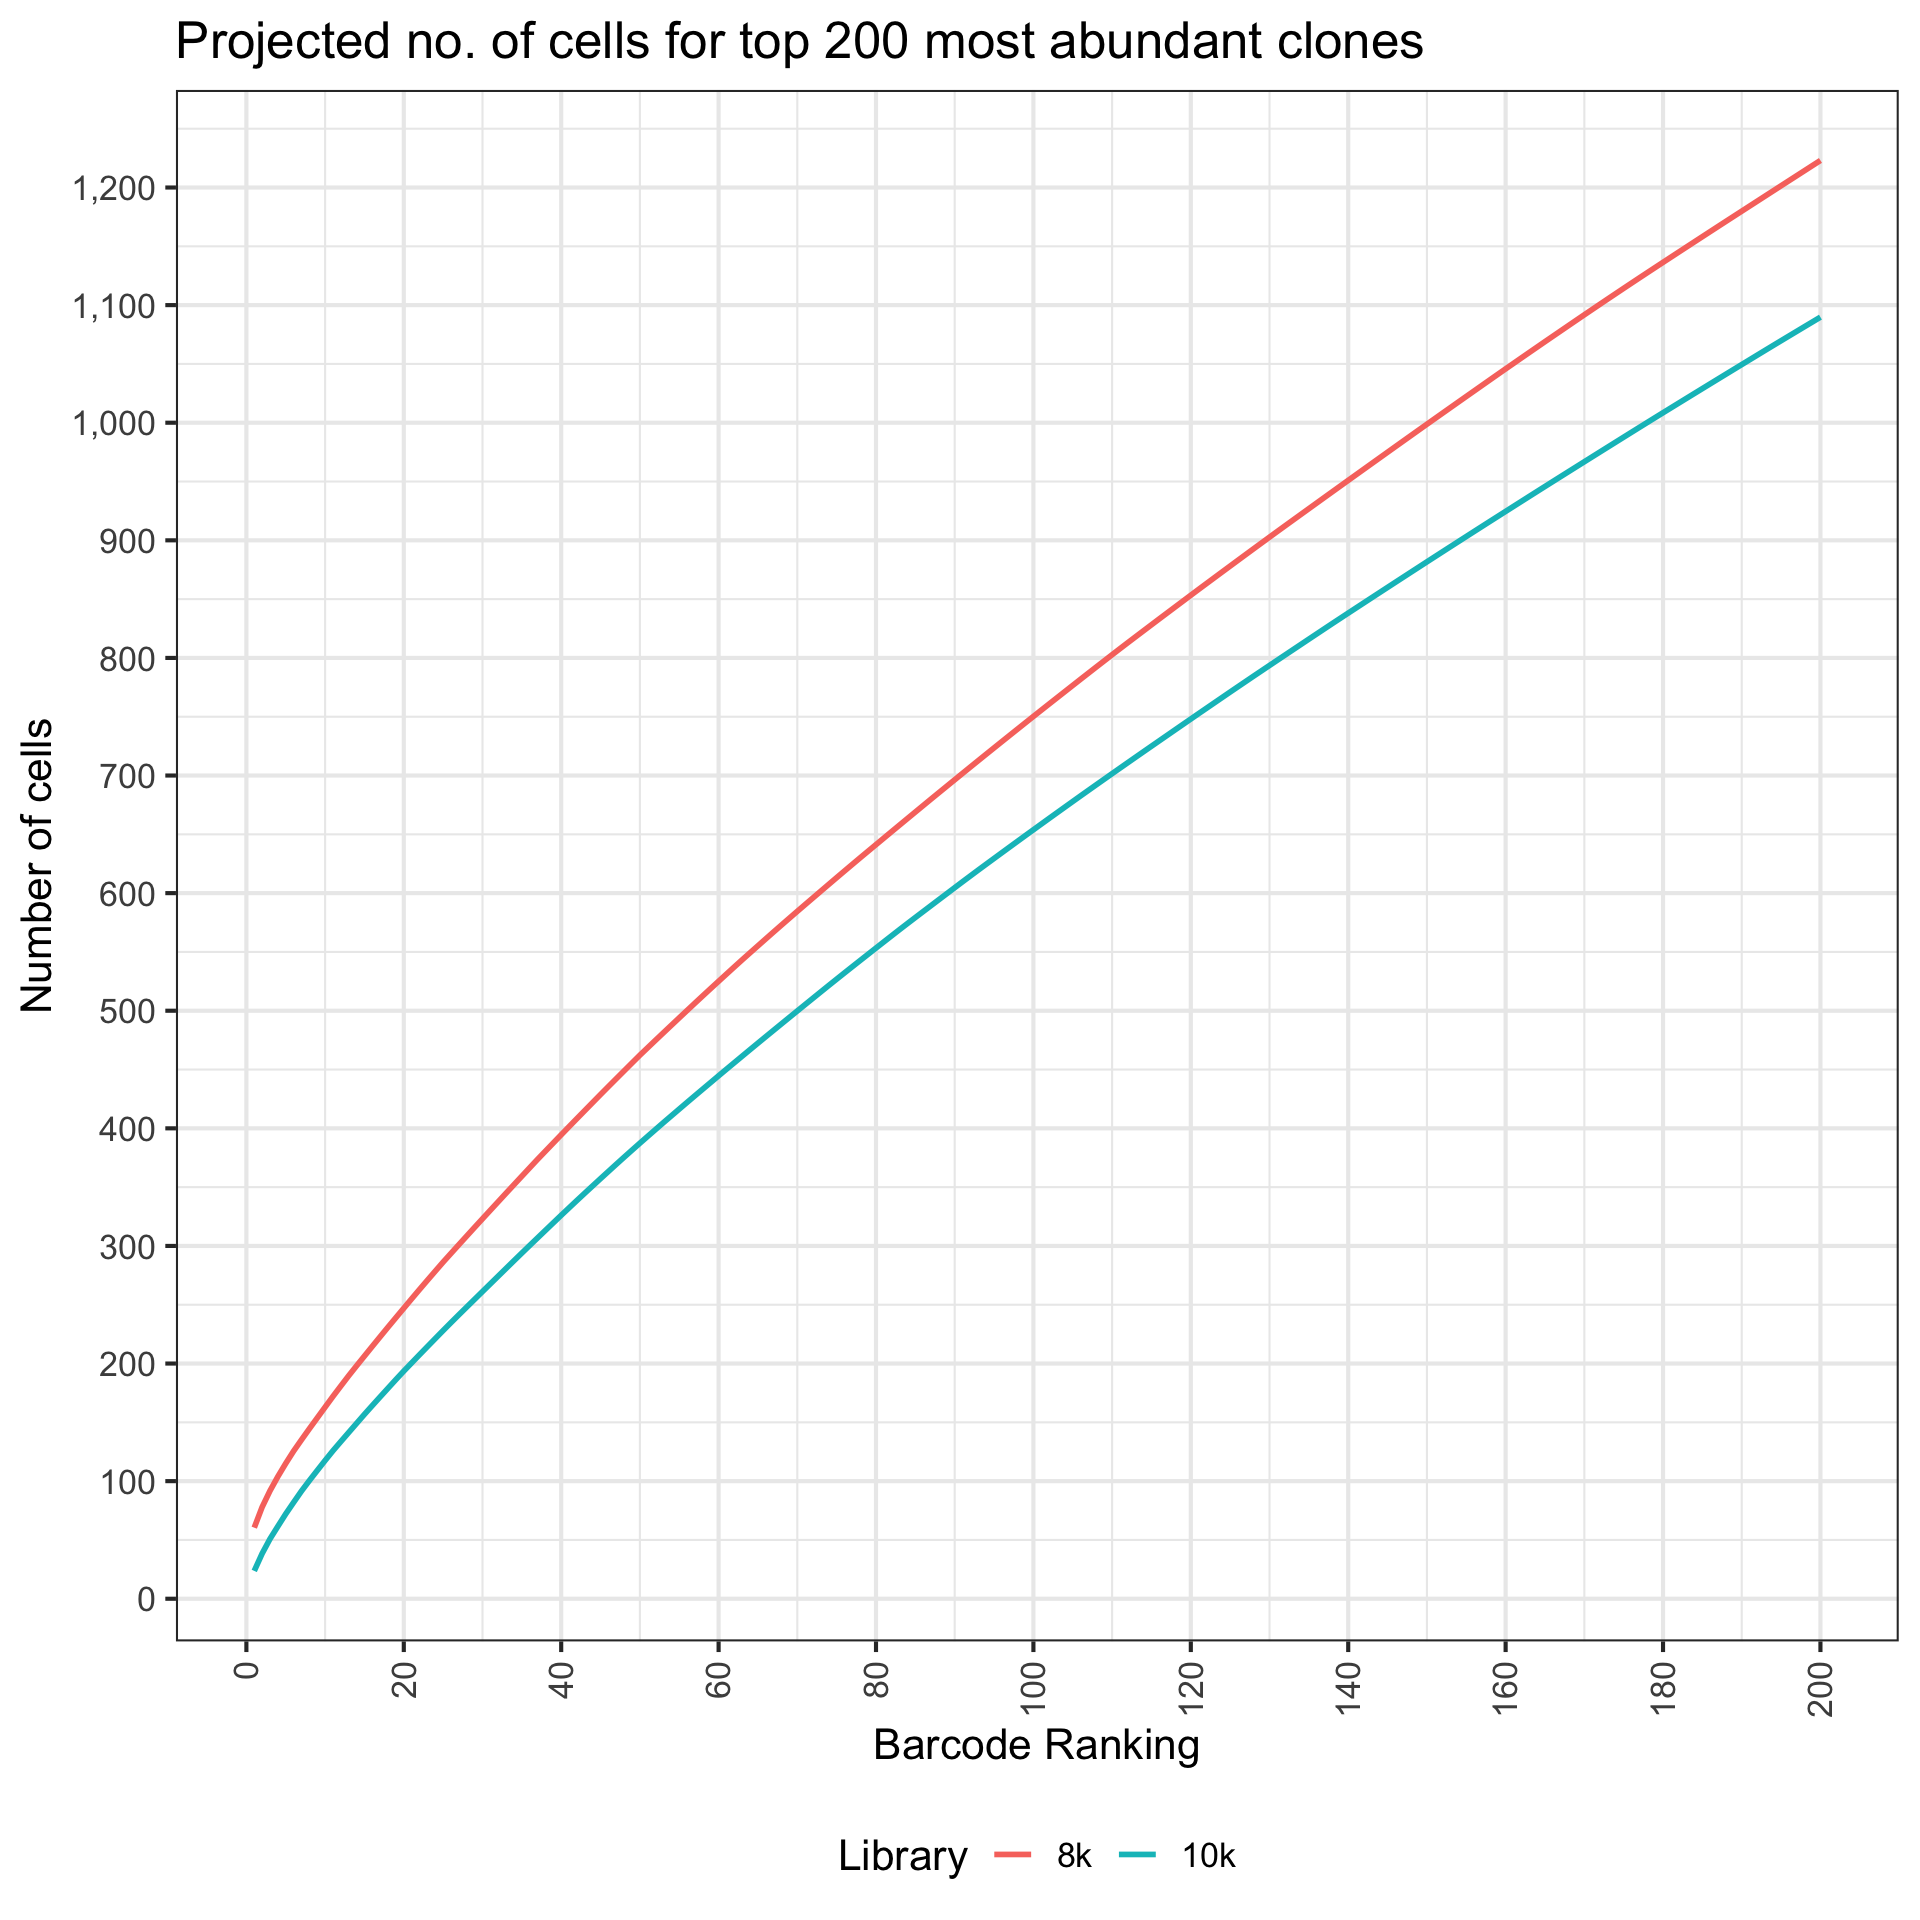 Projected no. of cells for top 200 most abundant clones
1,200
1,100
1,000
900
800
700
600
500
400
300
200
100
0
Number of cells
0 20 40 60 80 100 120 140 160 180 200
Barcode Ranking
Library 8k 10k